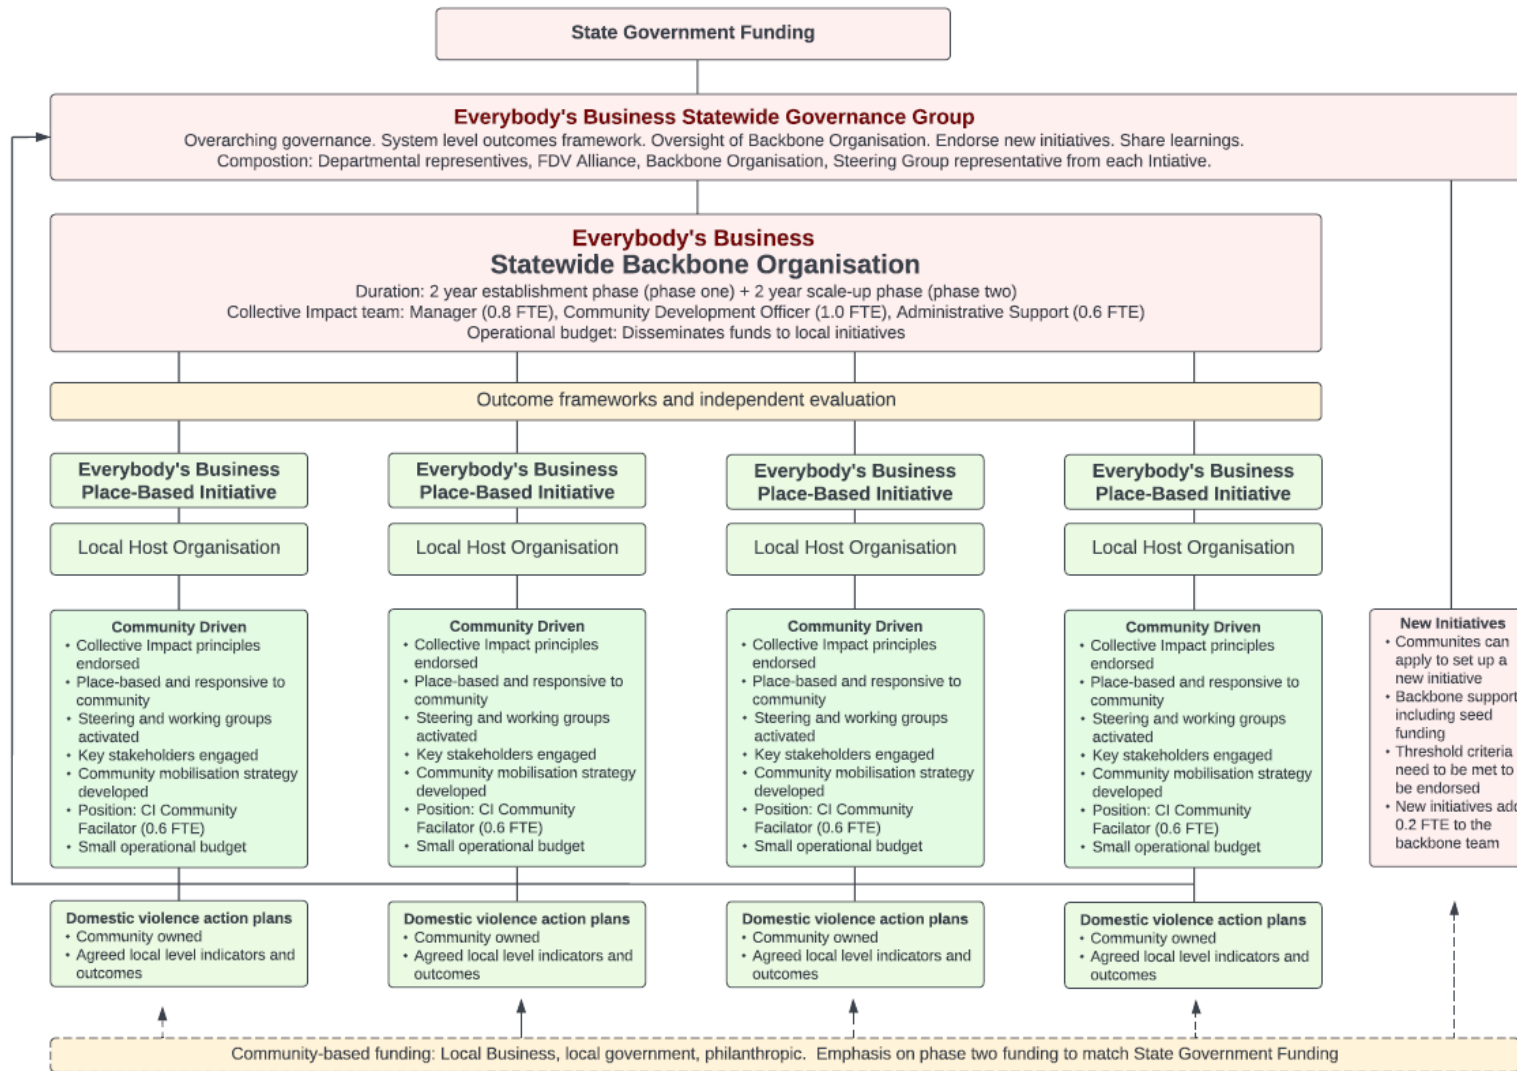 State Government Funding
Everybody's Business Statewide Governance Group
Overarching governance. System level outcomes framework. Oversight of Backbone Organisation. Endorse new initiatives. Share learnings.
Compostion: Departmental representives, FDV Alliance, Backbone Organisation, Steering Group representative from each Intiative.
Everybody's Business
Statewide Backbone Organisation
Duration: 2 year establishment phase (phase one) + 2 year scale-up phase (phase two)
Collective Impact team: Manager (0.8 FTE), Community Development Officer (1.0 FTE), Administrative Support (0.6 FTE)
Operational budget: Disseminates funds to local initiatives
Outcome frameworks and independent evaluation
Everybody's Business
Place-Based Initiative
Local Host Organisation
Community Driven
• Collective Impact principles
endorsed
• Place-based and responsive to
community
• Steering and working groups
activated
• Key stakeholders engaged
• Community mobilisation strategy
developed
• Position: CI Community
Facilator (0.6 FTE)
• Small operational budget
Domestic violence action plans
• Community owned
• Agreed local level indicators and
outcomes
Everybody's Business
Place-Based Initiative
Local Host Organisation
Community Driven
• Collective Impact principles
endorsed
• Place-based and responsive to
community
• Steering and working groups
activated
• Key stakeholders engaged
• Community mobilisation strategy
developed
• Position: CI Community
Facilator (0.6 FTE)
• Small operational budget
Domestic violence action plans
• Community owned
• Agreed local level indicators and
outcomes
Everybody's Business
Place-Based Initiative
Local Host Organisation
Community Driven
• Collective Impact principles
endorsed
• Place-based and responsive to
community
• Steering and working groups
activated
• Key stakeholders engaged
• Community mobilisation strategy
developed
• Position: CI Community
Facilator (0.6 FTE)
• Small operational budget
Domestic violence action plans
• Community owned
• Agreed local level indicators and
outcomes
Everybody's Business
Place-Based Initiative
Local Host Organisation
Community Driven
• Collective Impact principles
endorsed
• Place-based and responsive to
community
• Steering and working groups
activated
• Key stakeholders engaged
• Community mobilisation strategy
developed
• Position: CI Community
Facilator (0.6 FTE)
• Small operational budget
Domestic violence action plans
• Community owned
• Agreed local level indicators and
outcomes
New Initiatives
• Communites can
apply to set up a
new initiative
• Backbone support
including seed
funding
• Threshold criteria
need to be met to
be endorsed
• New initiatives add
0.2 FTE to the
backbone team
Community-based funding: Local Business, local government, philanthropic. Emphasis on phase two funding to match State Government Funding